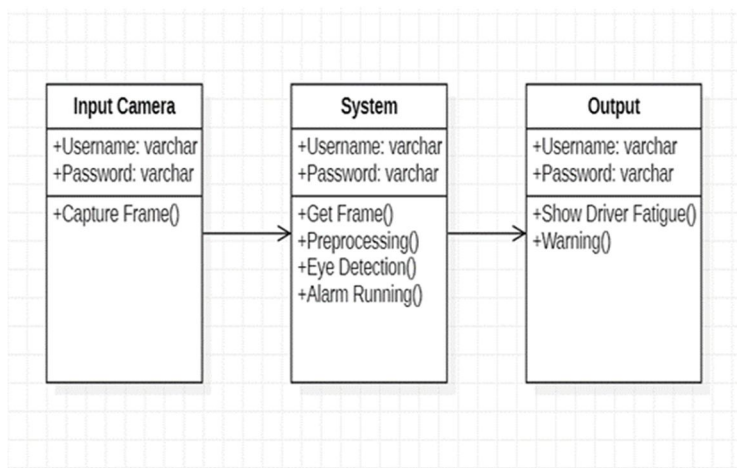 Input Camera
+Username: varchar
+Password: varchar
+Capture Frame()
System
+Username: varchar
+Password: varchar
+Get Frame()
+Preprocessing()
+Eye Detection()
+Alarm Running()
Output
+Username: varchar
+Password: varchar
+Show Driver Fatigue()
+Warning()